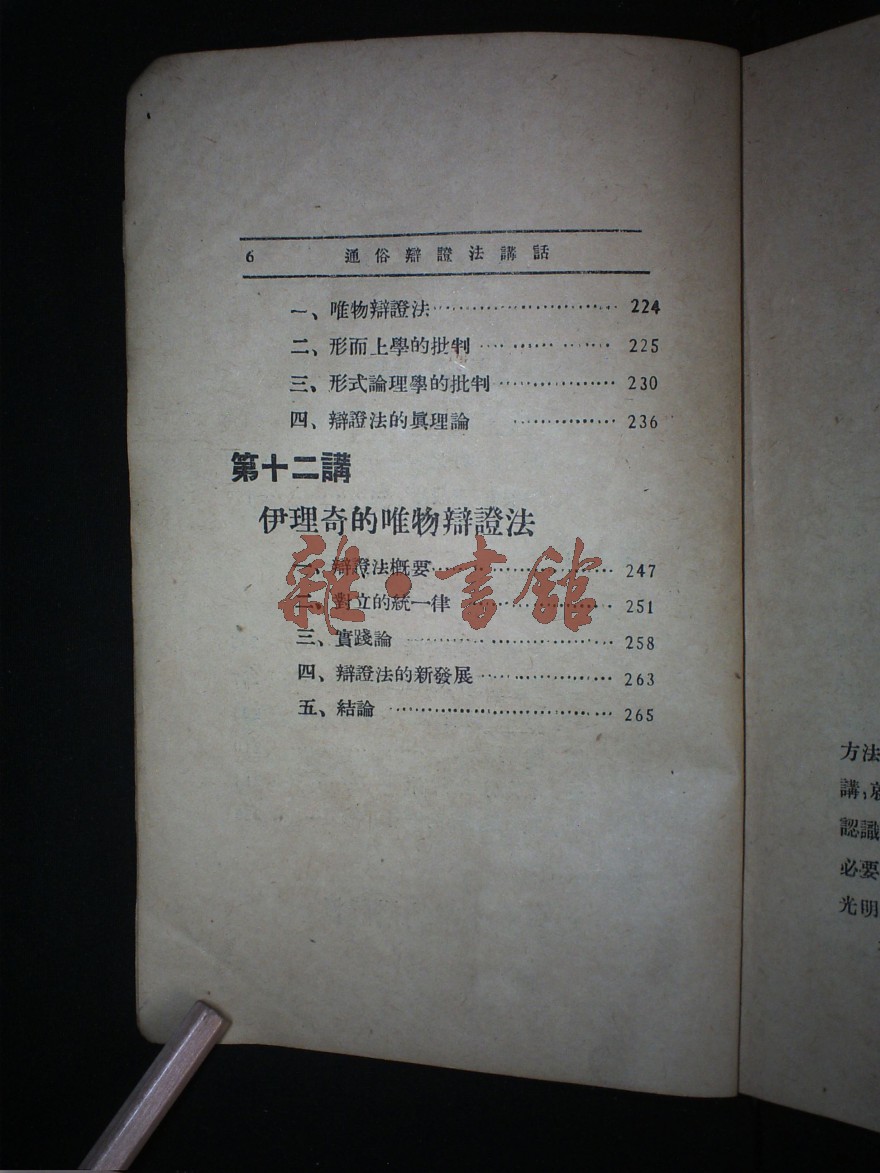 6 通俗辯證法講話
一、唯物辯證法 224
二、形而上學的批判 225
三、形式論理學的批判 230
四、辯證法的眞理論 236
第十二講
伊理奇的唯物辯證法
一、辯證法概要 247
二、對立的統一律 251
三、實踐論 258
四、辯證法的新發展 263
五、結論 265
雜·書館
方法
講，
認識
必要
光明